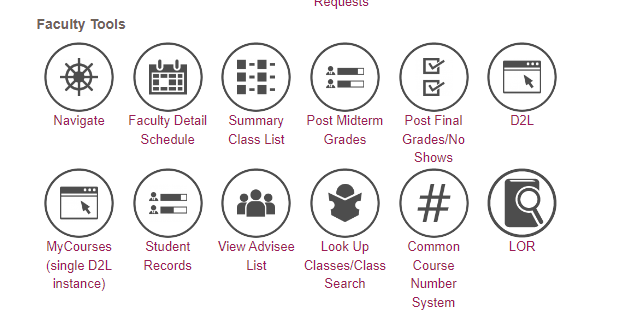 Requests
Faculty Tools
Navigate
Faculty Detail
Schedule
Summary
Class List
Post Midterm
Grades
Post Final
Grades/No
Shows
D2L
MyCourses
(single D2L
instance)
Student
Records
View Advisee
List
Look Up
Classes/Class
Search
#
Common
Course
Number
System
LOR